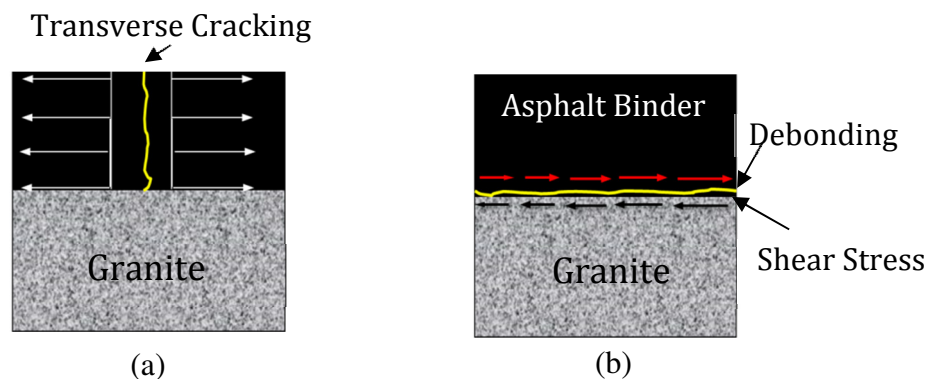 Transverse Cracking
Granite
(a)
Asphalt Binder
Debonding
Shear Stress
Granite
(b)